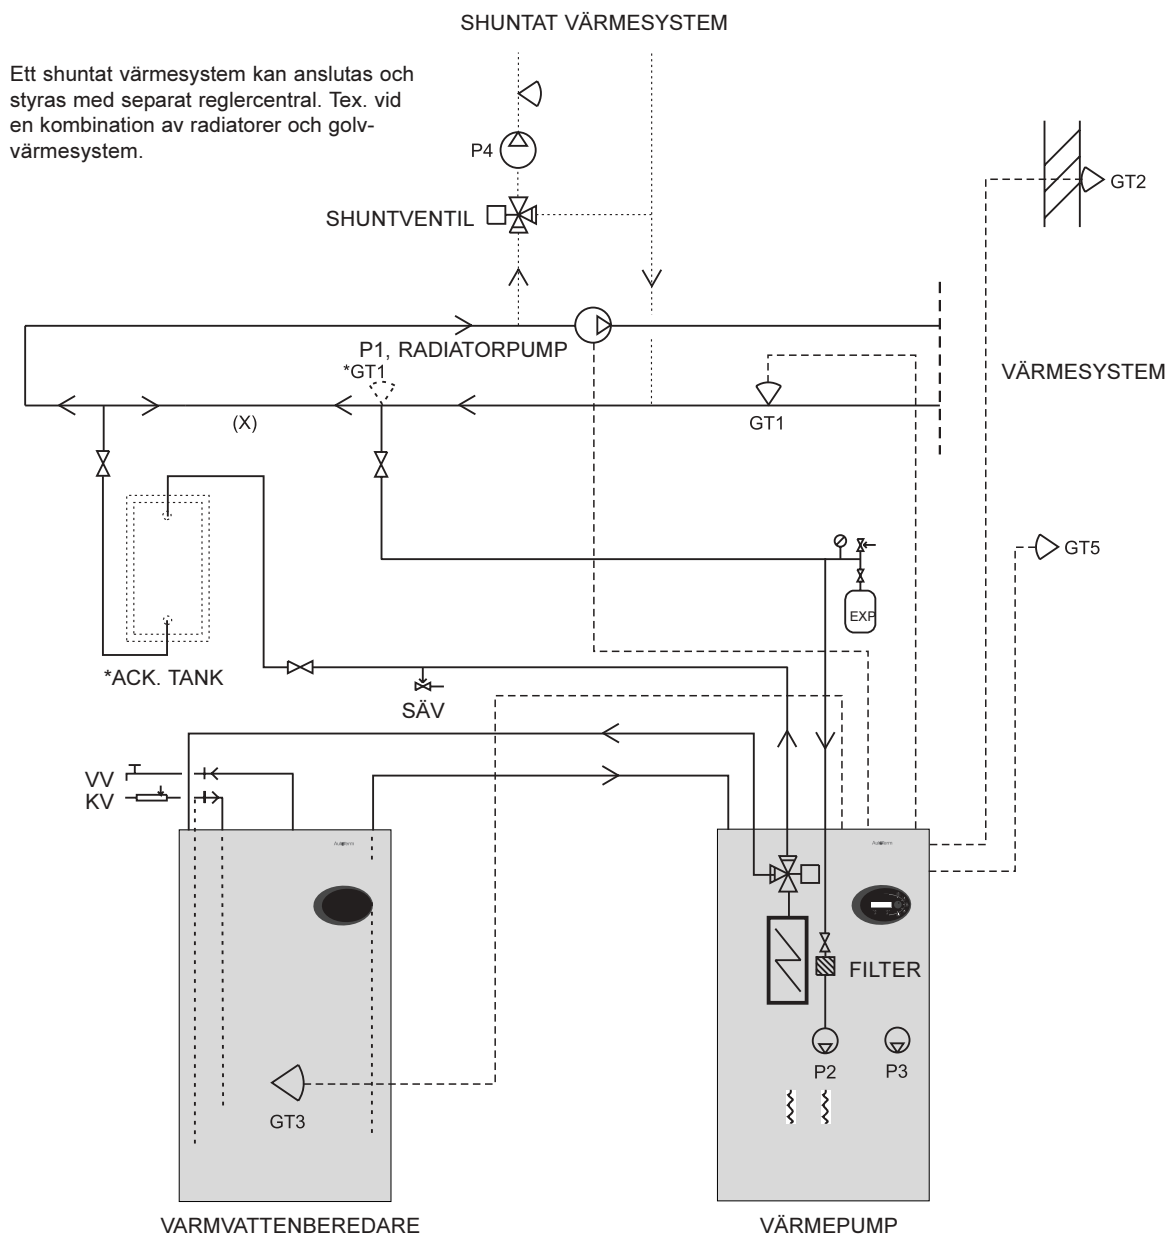 SHUNTAT VÄRMESYSTEM
Ett shuntat värmesystem kan anslutas och
styras med separat reglercentral. Tex. vid
en kombination av radiatorer och golv-
värmesystem.
P4
GT2
SHUNTVENTIL
P1, RADIATORPUMP
*GT1
VÄRMESYSTEM
(X)
GT1
GT5
EXP
*ACK. TANK
SÄV
VV
KV
FILTER
P2
P3
GT3
VARMVATTENBEREDARE
VÄRMEPUMP